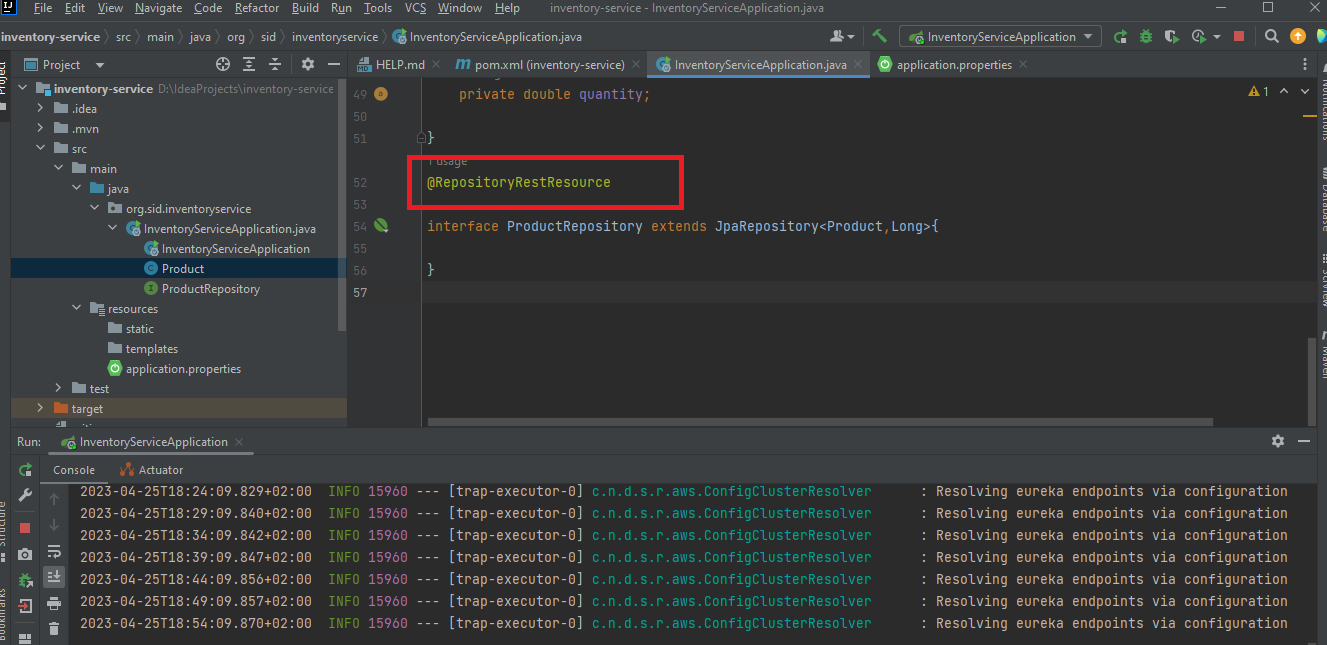 File Edit View Navigate Code Refactor Build Run Tools VCS Window Help inventory-service - InventoryServiceApplication.java
inventory-service src main java org sid inventoryservice InventoryServiceApplication.java InventoryServiceApplication
Project HELP.md pom.xml (inventory-service) InventoryServiceApplication.java application.properties
inventory-service D:\IdeaProjects\inventory-service
.idea
.mvn
src
main
java
org.sid.inventoryservice
InventoryServiceApplication.java
InventoryServiceApplication
Product
ProductRepository
resources
static
templates
application.properties
test
target
49 private double quantity; 1
50
51 }
1 usage
52 @RepositoryRestResource
53
54 interface ProductRepository extends JpaRepository<Product,Long>{
55
56 }
57
Project
Notifications
Database
Maven
Run: InventoryServiceApplication
Console Actuator
2023-04-25T18:24:09.829+02:00 INFO 15960 --- [trap-executor-0] c.n.d.s.r.aws.ConfigClusterResolver : Resolving eureka endpoints via configuration
2023-04-25T18:29:09.840+02:00 INFO 15960 --- [trap-executor-0] c.n.d.s.r.aws.ConfigClusterResolver : Resolving eureka endpoints via configuration
2023-04-25T18:34:09.842+02:00 INFO 15960 --- [trap-executor-0] c.n.d.s.r.aws.ConfigClusterResolver : Resolving eureka endpoints via configuration
2023-04-25T18:39:09.847+02:00 INFO 15960 --- [trap-executor-0] c.n.d.s.r.aws.ConfigClusterResolver : Resolving eureka endpoints via configuration
2023-04-25T18:44:09.856+02:00 INFO 15960 --- [trap-executor-0] c.n.d.s.r.aws.ConfigClusterResolver : Resolving eureka endpoints via configuration
2023-04-25T18:49:09.857+02:00 INFO 15960 --- [trap-executor-0] c.n.d.s.r.aws.ConfigClusterResolver : Resolving eureka endpoints via configuration
2023-04-25T18:54:09.870+02:00 INFO 15960 --- [trap-executor-0] c.n.d.s.r.aws.ConfigClusterResolver : Resolving eureka endpoints via configuration
Structure
Bookmarks